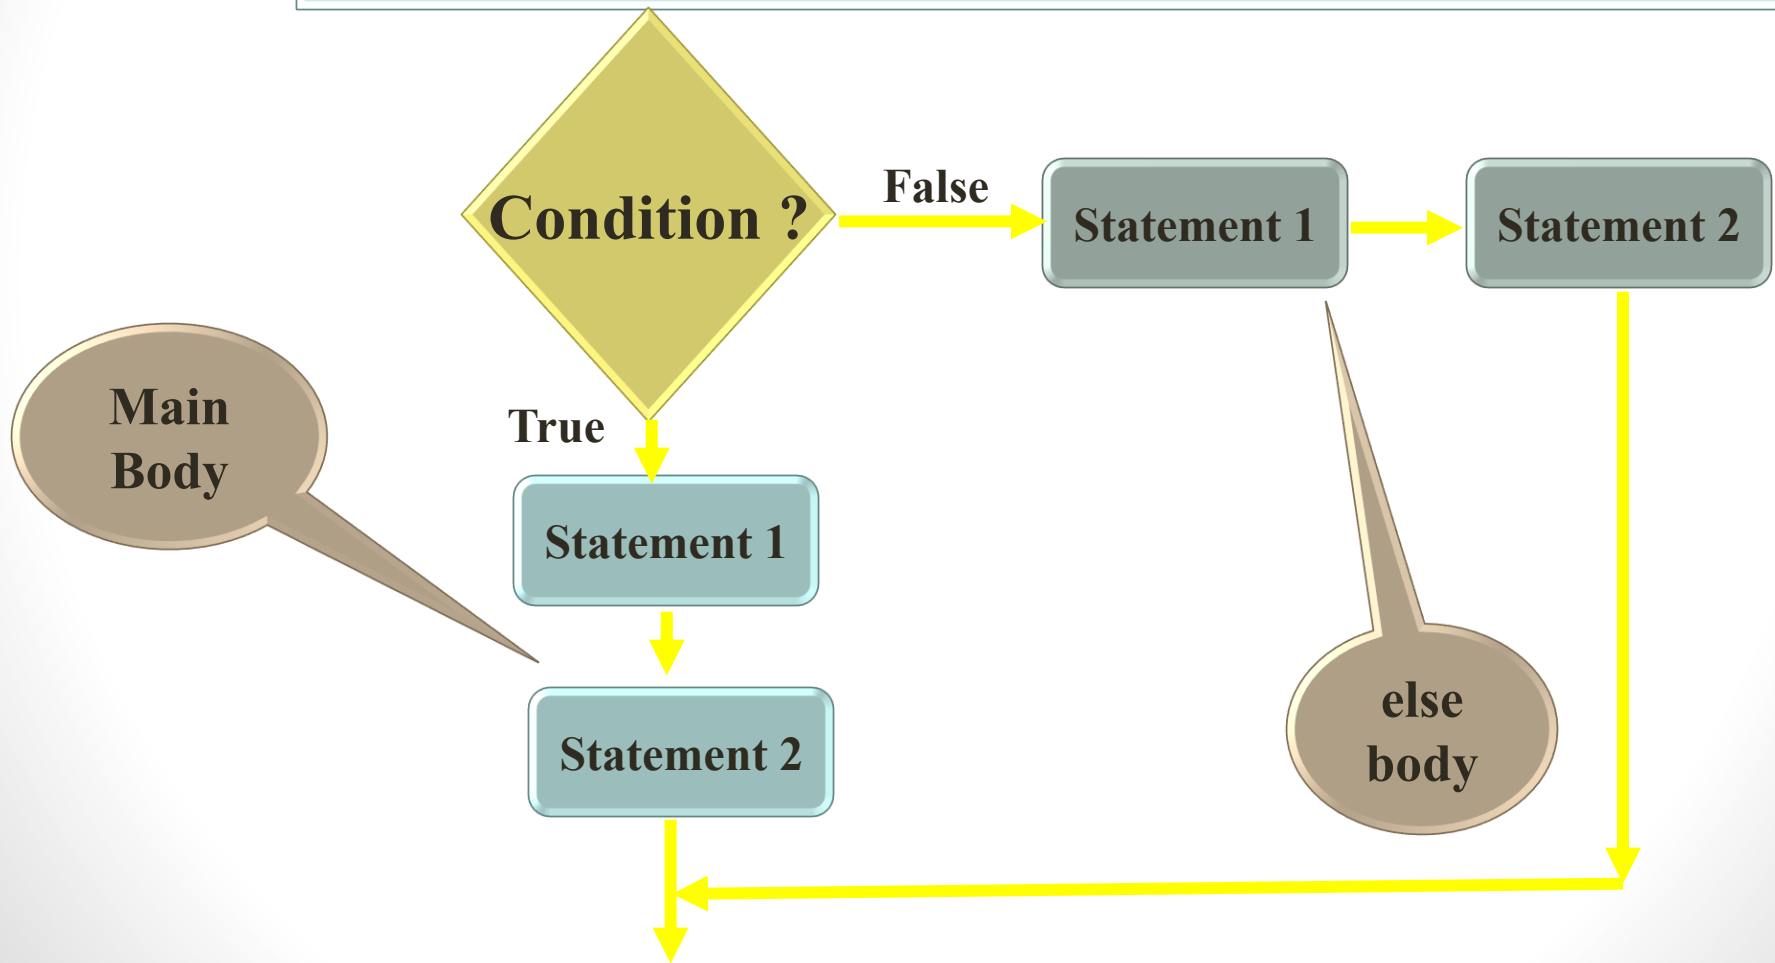 Condition ?
False
Statement 1
Statement 2
True
Main
Body
Statement 1
Statement 2
else
body